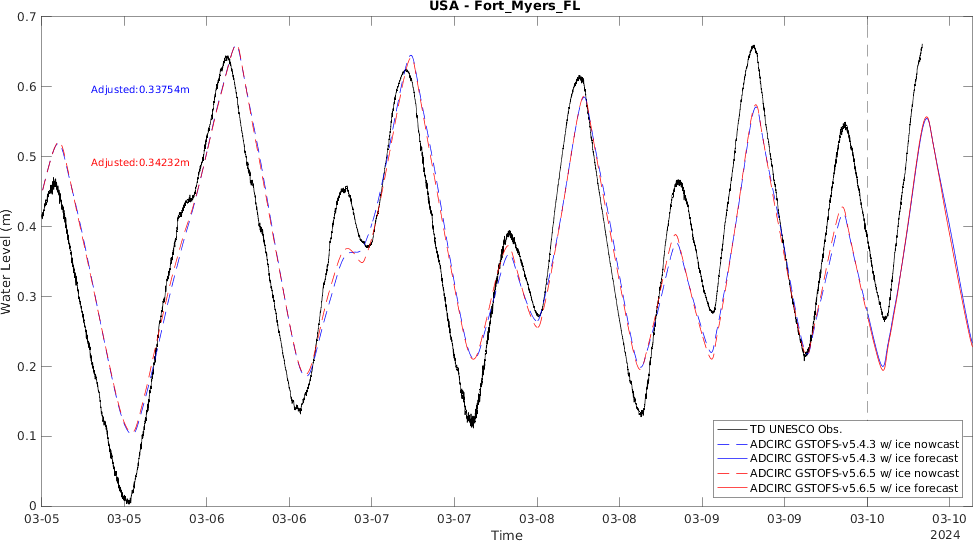 USA - Fort_Myers_FL
0.7
0.6
0.5
0.4
0.3
0.2
0.1
0
Water Level (m)
Adjusted:0.33754m
Adjusted:0.34232m
TD UNESCO Obs.
ADCIRC GSTOFS-v5.4.3 w/ ice nowcast
ADCIRC GSTOFS-v5.4.3 w/ ice forecast
ADCIRC GSTOFS-v5.6.5 w/ ice nowcast
ADCIRC GSTOFS-v5.6.5 w/ ice forecast
03-05 03-05 03-06 03-06 03-07 03-07 03-08 03-08 03-09 03-09 03-10 03-10
2024
Time